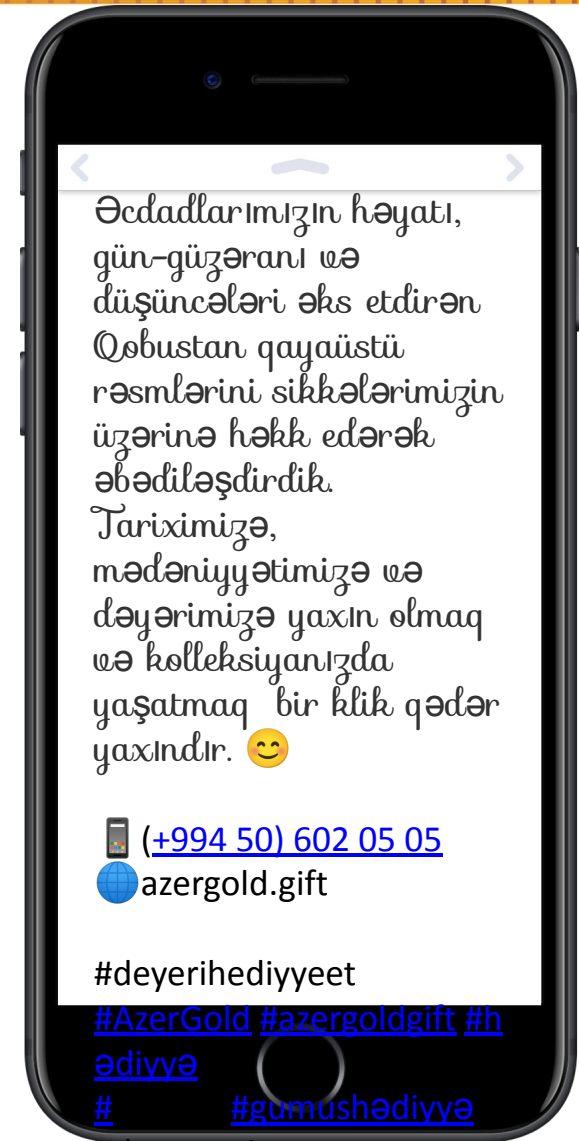 Əcdadlarımızın həyatı,
gün-güzəranı və
düşüncələri əks etdirən
Qobustan qayaüstü
rəsmlərini sikkələrimizin
üzərinə həkk edərək
əbədiləşdirdik.
Tariximizə,
mədəniyyətimizə və
dəyərimizə yaxın olmaq
və kolleksiyanızda
yaşatmaq bir klik qədər
yaxındır. 😊
📱(+994 50) 602 05 05
🌐azergold.gift
#deyerihediyyeet
#AzerGold #azergoldgift #h
ədiyyə
# #gumushədiyyə